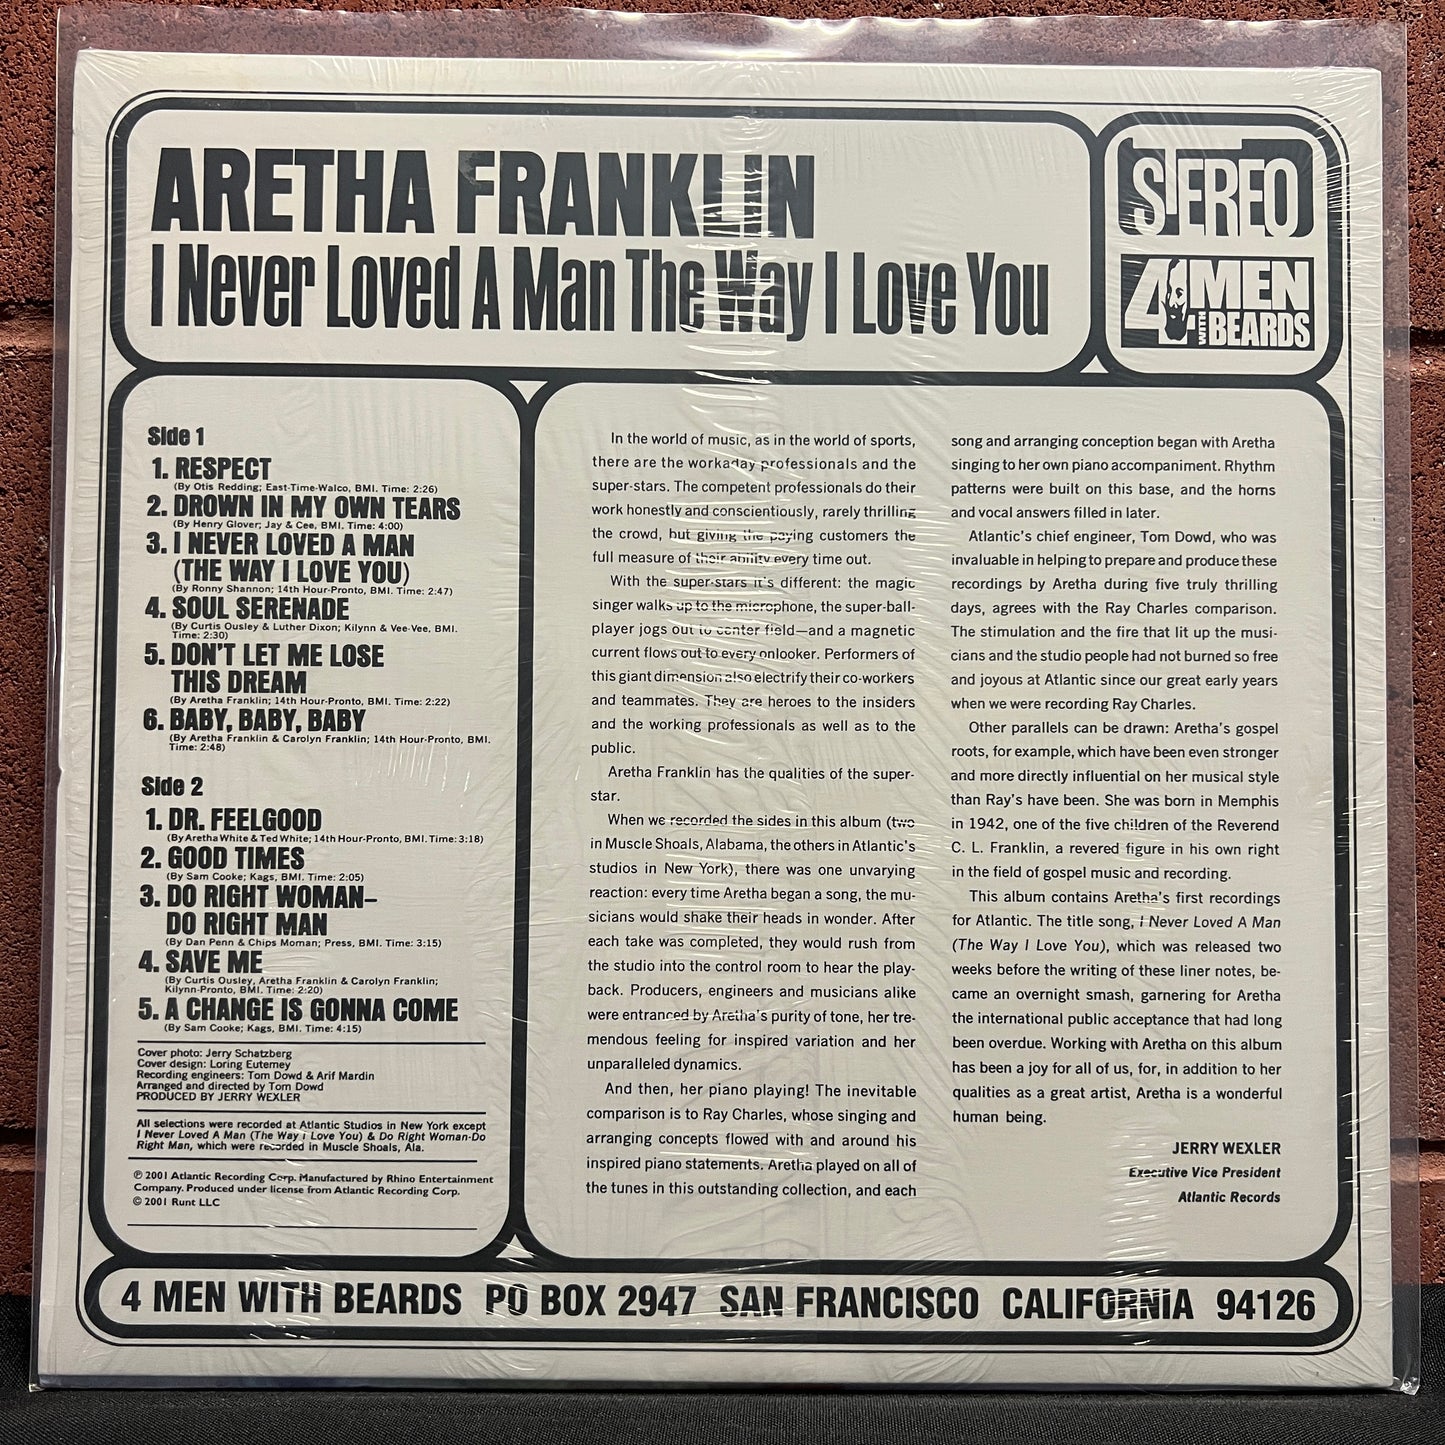 ARETHA FRANKLIN
I Never Loved A Man The Way I Love You
STEREO
4 MEN
WITH BEARDS
Side 1
1. RESPECT
(By Otis Redding; East-Time-Walco, BMI. Time: 2:26)
2. DROWN IN MY OWN TEARS
(By Henry Glover; Jay & Cee, BMI. Time: 4:00)
3. I NEVER LOVED A MAN
(THE WAY I LOVE YOU)
(By Ronny Shannon; 14th Hour-Pronto, BMI. Time: 2:47)
4. SOUL SERENADE
(By Curtis Ousley & Luther Dixon; Kilynn & Vee-Vee, BMI.
Time: 2:30)
5. DON'T LET ME LOSE
THIS DREAM
(By Aretha Franklin; 14th Hour-Pronto, BMI. Time: 2:22)
6. BABY, BABY, BABY
(By Aretha Franklin & Carolyn Franklin; 14th Hour-Pronto, BMI.
Time: 2:48)
Side 2
1. DR. FEELGOOD
(By Aretha White & Ted White; 14th Hour-Pronto, BMI. Time: 3:18)
2. GOOD TIMES
(By Sam Cooke; Kags, BMI. Time: 2:05)
3. DO RIGHT WOMAN–
DO RIGHT MAN
(By Dan Penn & Chips Moman; Press, BMI. Time: 3:15)
4. SAVE ME
(By Curtis Ousley, Aretha Franklin & Carolyn Franklin;
Kilynn-Pronto, BMI. Time: 2:20)
5. A CHANGE IS GONNA COME
(By Sam Cooke; Kags, BMI. Time: 4:15)
Cover photo: Jerry Schatzberg
Cover design: Loring Eutemey
Recording engineers: Tom Dowd & Arif Mardin
Arranged and directed by Tom Dowd
PRODUCED BY JERRY WEXLER
All selections were recorded at Atlantic Studios in New York except
I Never Loved A Man (The Way I Love You) & Do Right Woman-Do
Right Man, which were recorded in Muscle Shoals, Ala.
℗ 2001 Atlantic Recording Corp. Manufactured by Rhino Entertainment
Company. Produced under license from Atlantic Recording Corp.
© 2001 Runt LLC
In the world of music, as in the world of sports,
there are the workaday professionals and the
super-stars. The competent professionals do their
work honestly and conscientiously, rarely thrilling
the crowd, but giving the paying customers the
full measure of their ability every time out.
With the super-stars it's different: the magic
singer walks up to the microphone, the super-ball-
player jogs out to center field—and a magnetic
current flows out to every onlooker. Performers of
this giant dimension also electrify their co-workers
and teammates. They are heroes to the insiders
and the working professionals as well as to the
public.
Aretha Franklin has the qualities of the super-
star.
When we recorded the sides in this album (two
in Muscle Shoals, Alabama, the others in Atlantic's
studios in New York), there was one unvarying
reaction: every time Aretha began a song, the mu-
sicians would shake their heads in wonder. After
each take was completed, they would rush from
the studio into the control room to hear the play-
back. Producers, engineers and musicians alike
were entranced by Aretha's purity of tone, her tre-
mendous feeling for inspired variation and her
unparalleled dynamics.
And then, her piano playing! The inevitable
comparison is to Ray Charles, whose singing and
arranging concepts flowed with and around his
inspired piano statements. Aretha played on all of
the tunes in this outstanding collection, and each
song and arranging conception began with Aretha
singing to her own piano accompaniment. Rhythm
patterns were built on this base, and the horns
and vocal answers filled in later.
Atlantic's chief engineer, Tom Dowd, who was
invaluable in helping to prepare and produce these
recordings by Aretha during five truly thrilling
days, agrees with the Ray Charles comparison.
The stimulation and the fire that lit up the musi-
cians and the studio people had not burned so free
and joyous at Atlantic since our great early years
when we were recording Ray Charles.
Other parallels can be drawn: Aretha's gospel
roots, for example, which have been even stronger
and more directly influential on her musical style
than Ray's have been. She was born in Memphis
in 1942, one of the five children of the Reverend
C. L. Franklin, a revered figure in his own right
in the field of gospel music and recording.
This album contains Aretha's first recordings
for Atlantic. The title song, I Never Loved A Man
(The Way I Love You), which was released two
weeks before the writing of these liner notes, be-
came an overnight smash, garnering for Aretha
the international public acceptance that had long
been overdue. Working with Aretha on this album
has been a joy for all of us, for, in addition to her
qualities as a great artist, Aretha is a wonderful
human being.
JERRY WEXLER
Executive Vice President
Atlantic Records
4 MEN WITH BEARDS PO BOX 2947 SAN FRANCISCO CALIFORNIA 94126